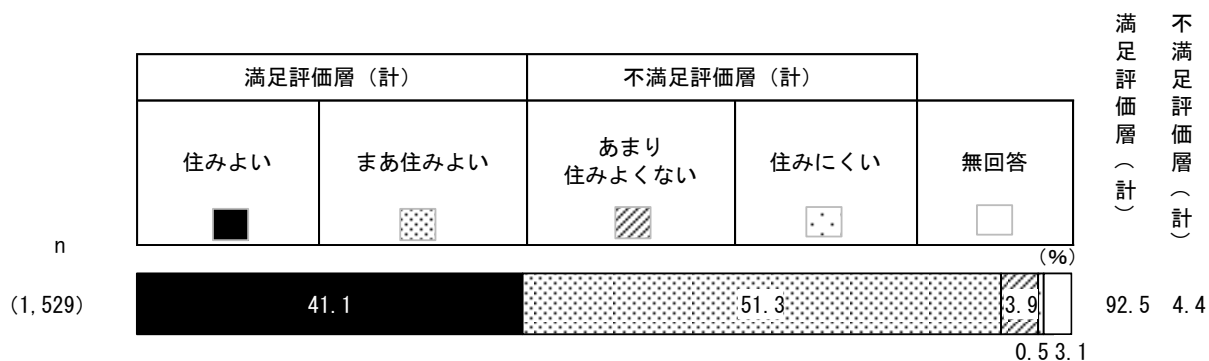 満足評価層（計）
不満足評価層（計）
満足評価層（計） 不満足評価層（計）
住みよい まあ住みよい あまり
住みよくない 住みにくい 無回答
n
(%)
(1,529) 41.1 51.3 3.9 92.5 4.4
0.5 3.1